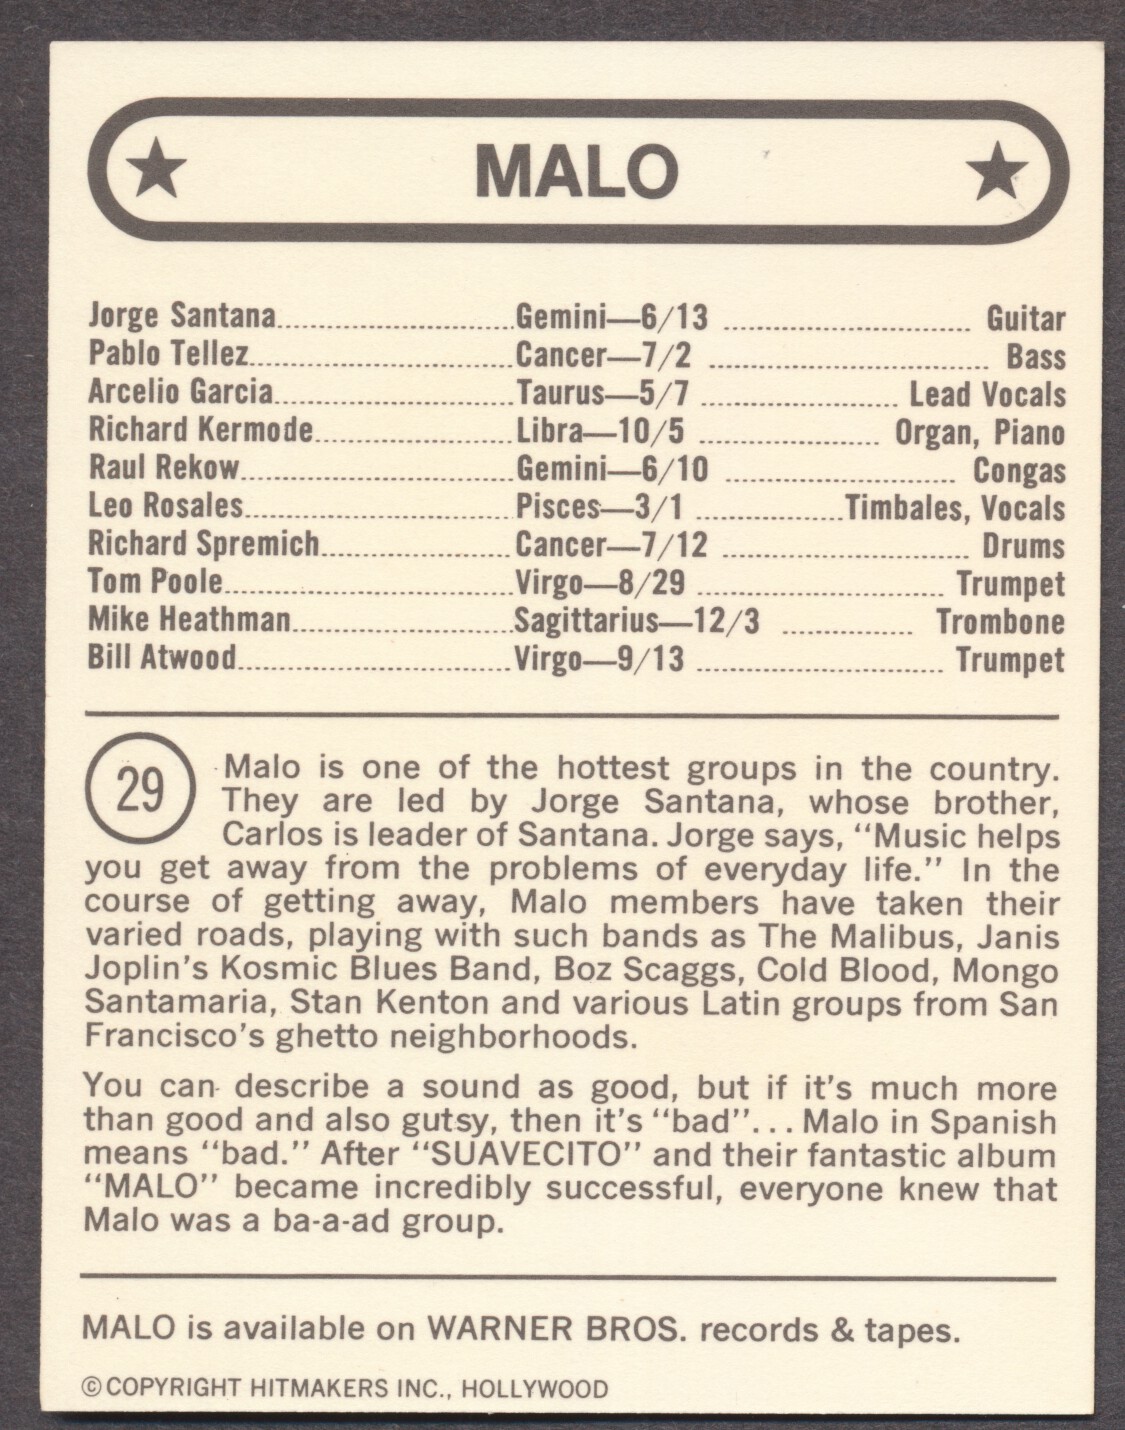 ★ MALO ★
Jorge Santana........................Gemini—6/13 ........................ Guitar
Pablo Tellez........................Cancer—7/2 ........................ Bass
Arcelio Garcia........................Taurus—5/7 ........................ Lead Vocals
Richard Kermode........................Libra—10/5 ........................ Organ, Piano
Raul Rekow........................Gemini—6/10 ........................ Congas
Leo Rosales........................Pisces—3/1 ........................Timbales, Vocals
Richard Spremich........................Cancer—7/12 ........................ Drums
Tom Poole........................Virgo—8/29 ........................ Trumpet
Mike Heathman........................Sagittarius—12/3 ........................ Trombone
Bill Atwood........................Virgo—9/13 ........................ Trumpet
29
Malo is one of the hottest groups in the country.
They are led by Jorge Santana, whose brother,
Carlos is leader of Santana. Jorge says, “Music helps
you get away from the problems of everyday life.” In the
course of getting away, Malo members have taken their
varied roads, playing with such bands as The Malibus, Janis
Joplin’s Kosmic Blues Band, Boz Scaggs, Cold Blood, Mongo
Santamaria, Stan Kenton and various Latin groups from San
Francisco’s ghetto neighborhoods.
You can describe a sound as good, but if it’s much more
than good and also gutsy, then it’s “bad”... Malo in Spanish
means “bad.” After “SUAVECITO” and their fantastic album
“MALO” became incredibly successful, everyone knew that
Malo was a ba-a-ad group.
MALO is available on WARNER BROS. records & tapes.
©COPYRIGHT HITMAKERS INC., HOLLYWOOD